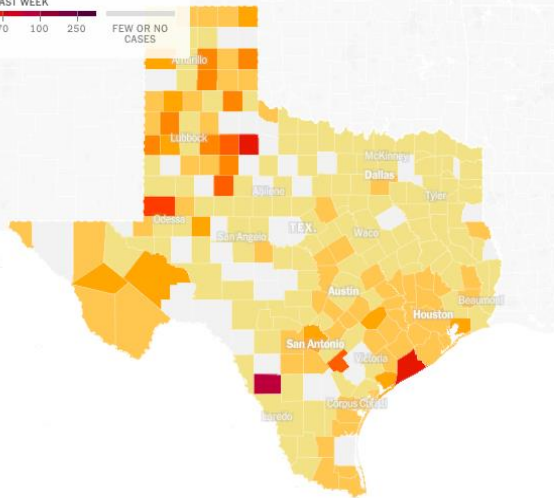 LAST WEEK
70 100 250
FEW OR NO
CASES
Amarillo
Lubbock
McKinney
Dallas
Abilene
Tyler
Odessa
TEX.
San Angelo
Waco
Austin
Beaumont
Houston
San Antonio
Victoria
Corpus Christi
Laredo